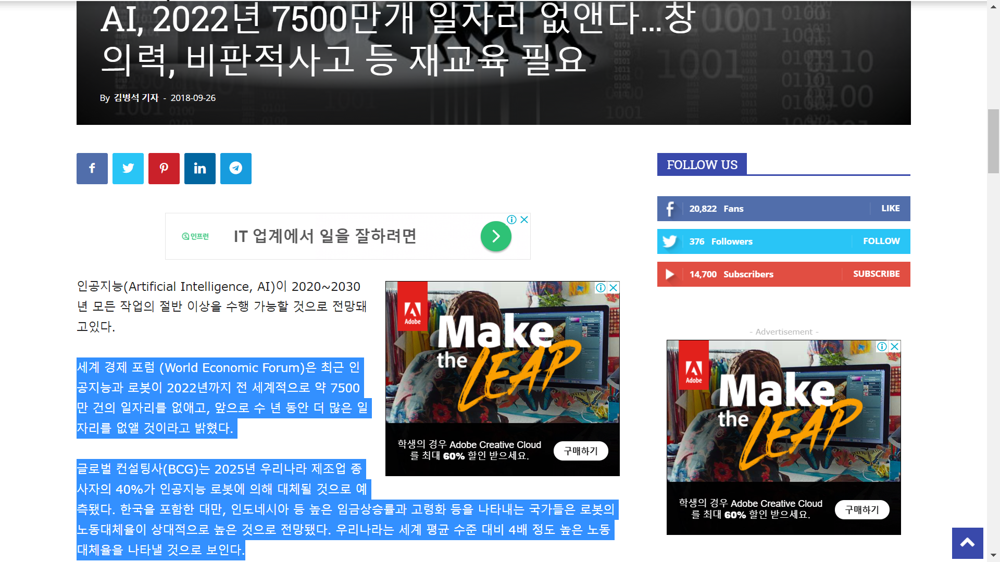 AI, 2022년 7500만개 일자리 없앤다…창
의력, 비판적사고 등 재교육 필요
By 김병석 기자 - 2018-09-26
FOLLOW US
20,822 Fans LIKE
376 Followers FOLLOW
14,700 Subscribers SUBSCRIBE
인프런 IT 업계에서 일을 잘하려면
인공지능(Artificial Intelligence, AI)이 2020~2030
년 모든 작업의 절반 이상을 수행 가능할 것으로 전망돼
고있다.
세계 경제 포럼 (World Economic Forum)은 최근 인
공지능과 로봇이 2022년까지 전 세계적으로 약 7500
만 건의 일자리를 없애고, 앞으로 수 년 동안 더 많은 일
자리를 없앨 것이라고 밝혔다.
글로벌 컨설팅사(BCG)는 2025년 우리나라 제조업 종
사자의 40%가 인공지능 로봇에 의해 대체될 것으로 예
측됐다. 한국을 포함한 대만, 인도네시아 등 높은 임금상승률과 고령화 등을 나타내는 국가들은 로봇의
노동대체율이 상대적으로 높은 것으로 전망됐다. 우리나라는 세계 평균 수준 대비 4배 정도 높은 노동
대체율을 나타낼 것으로 보인다.
Adobe
Make
the LEAP
학생의 경우 Adobe Creative Cloud
를 최대 60% 할인 받으세요.
구매하기
- Advertisement -
Adobe
Make
the LEAP
학생의 경우 Adobe Creative Cloud
를 최대 60% 할인 받으세요.
구매하기